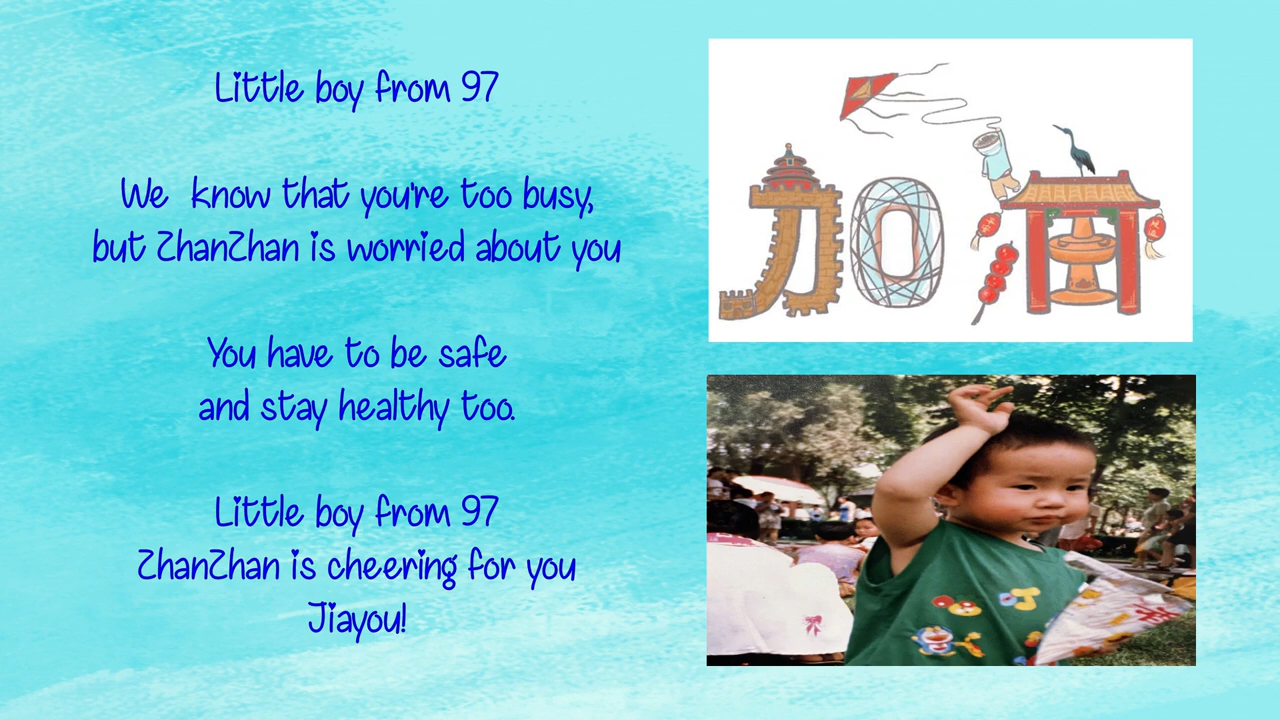 Little boy from 97
We know that you're too busy,
but ZhanZhan is worried about you
You have to be safe
and stay healthy too.
Little boy from 97
ZhanZhan is cheering for you
Jiayou!
加油